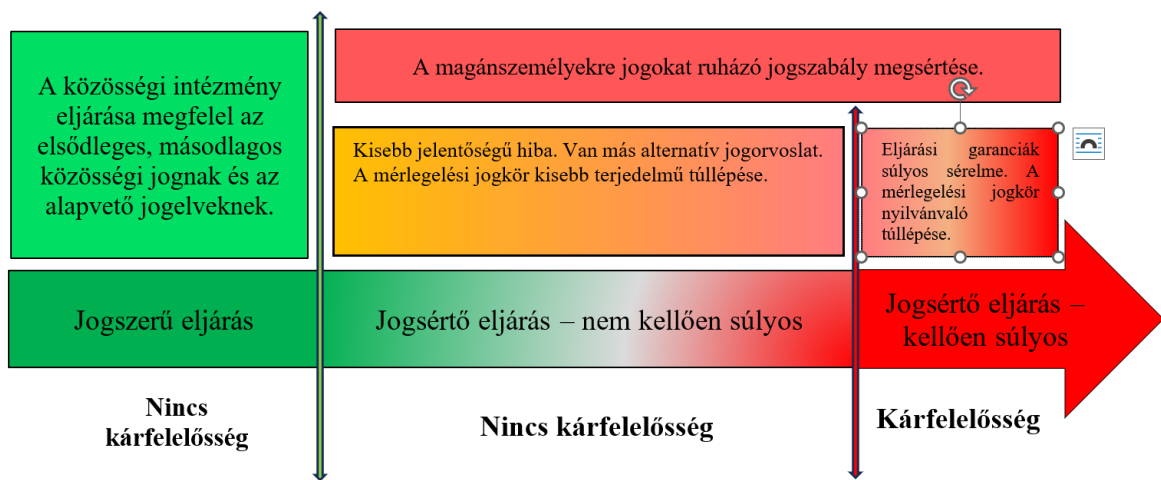 A közösségi intézmény
eljárása megfelel az
elsődleges, másodlagos
közösségi jognak és az
alapvető jogelveknek.
A magánszemélyekre jogokat ruházó jogszabály megsértése.
Kisebb jelentőségű hiba. Van más alternatív jogorvoslat.
A mérlegelési jogkör kisebb terjedelmű túllépése.
Eljárási garanciák
súlyos sérelme. A
mérlegelési jogkör
nyilvánvaló
túllépése.
Jogszerű eljárás
Jogsértő eljárás – nem kellően súlyos
Jogsértő eljárás –
kellően súlyos
Nincs
kárfelelősség
Nincs kárfelelősség
Kárfelelősség